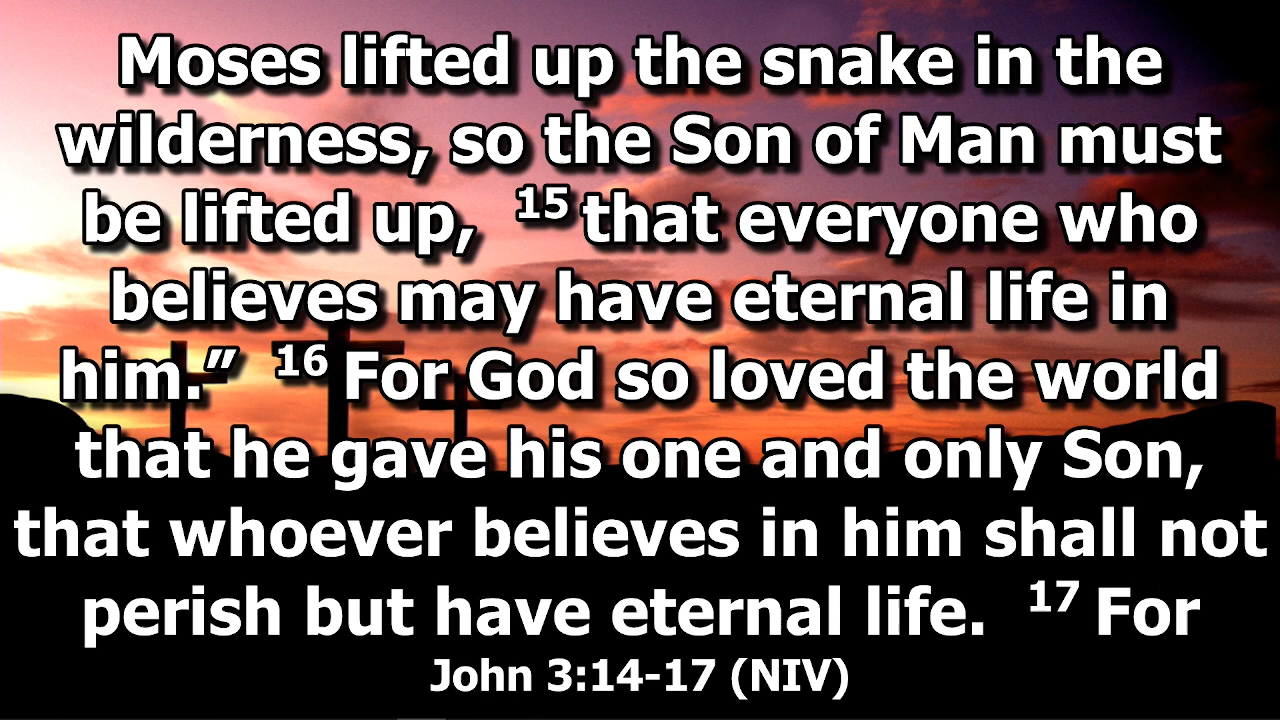 Moses lifted up the snake in the
wilderness, so the Son of Man must
be lifted up, 15 that everyone who
believes may have eternal life in
him.” 16 For God so loved the world
that he gave his one and only Son,
that whoever believes in him shall not
perish but have eternal life. 17 For
John 3:14-17 (NIV)